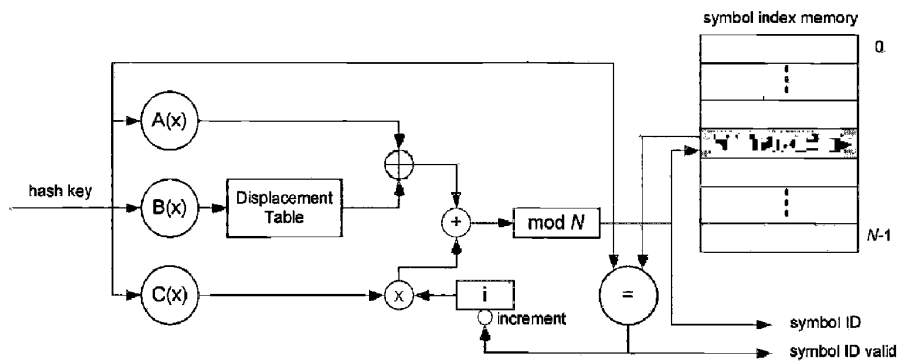 symbol index memory
0
A(x)
hash key
B(x)
Displacement
Table
+
mod N
N-1
C(x)
x
i
=
increment
symbol ID
symbol ID valid